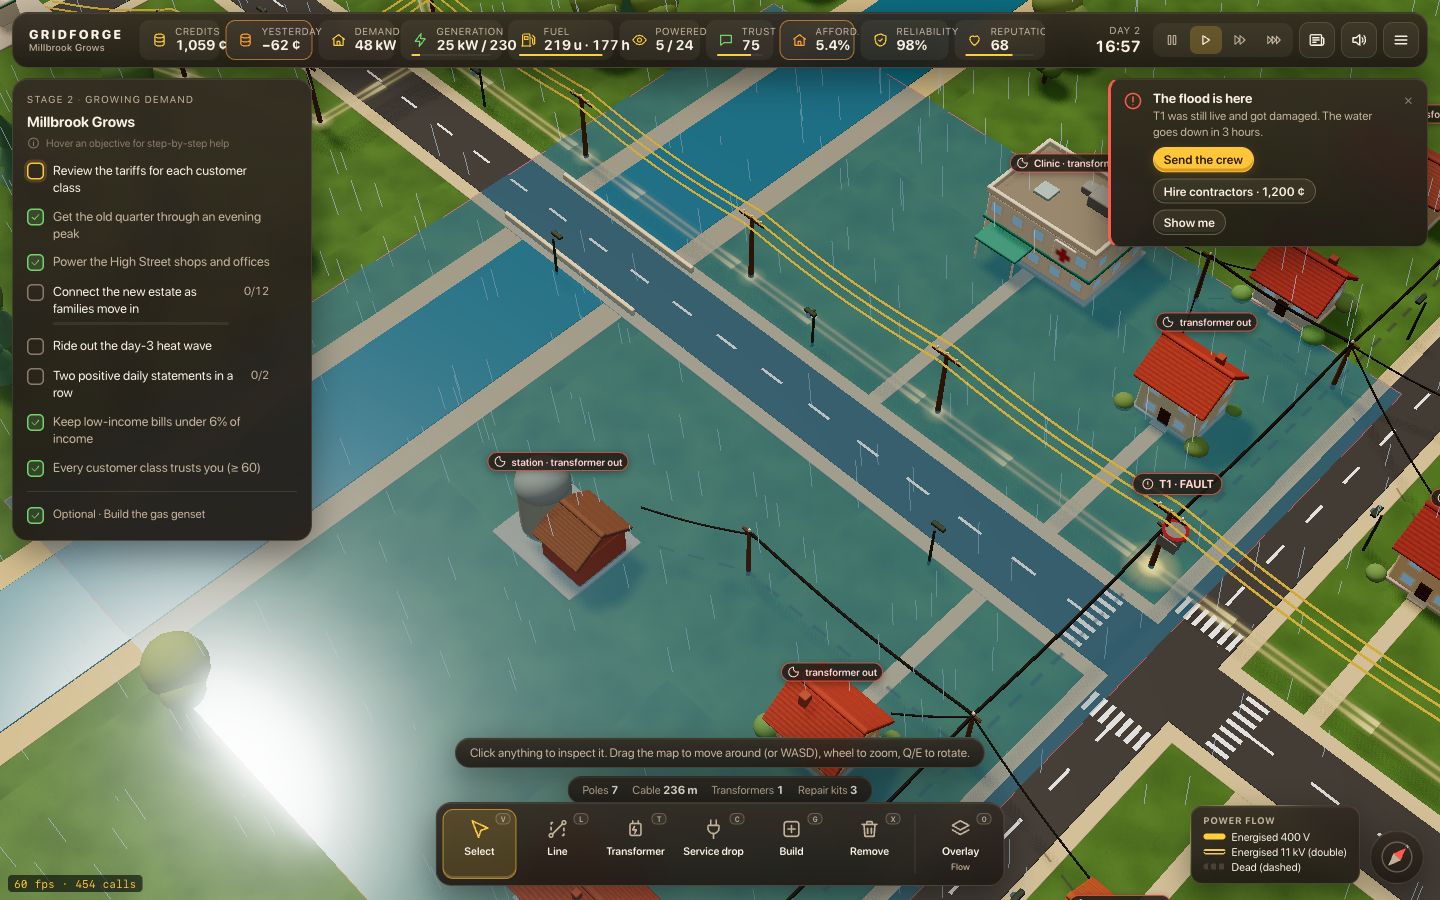 GRIDFORGE
Millbrook Grows
CREDITS
1,059 ¢
YESTERDAY
−62 ¢
DEMAND
48 kW
GENERATION
25 kW / 230
FUEL
219 u · 177 h
POWERED
5 / 24
TRUST
75
AFFORD.
5.4%
RELIABILITY
98%
REPUTATIO
68
DAY 2
16:57
STAGE 2 · GROWING DEMAND
Millbrook Grows
Hover an objective for step-by-step help
Review the tariffs for each customer
class
Get the old quarter through an evening
peak
Power the High Street shops and offices
Connect the new estate as
families move in
0/12
Ride out the day-3 heat wave
Two positive daily statements in a
row
0/2
Keep low-income bills under 6% of
income
Every customer class trusts you (≥ 60)
Optional · Build the gas genset
The flood is here
T1 was still live and got damaged. The water
goes down in 3 hours.
Send the crew
Hire contractors · 1,200 ¢
Show me
Clinic · transform
transformer out
station · transformer out
T1 · FAULT
transformer out
Click anything to inspect it. Drag the map to move around (or WASD), wheel to zoom, Q/E to rotate.
Poles 7 Cable 236 m Transformers 1 Repair kits 3
V
Select
L
Line
T
Transformer
C
Service drop
G
Build
X
Remove
O
Overlay
Flow
POWER FLOW
Energised 400 V
Energised 11 kV (double)
Dead (dashed)
60 fps · 454 calls